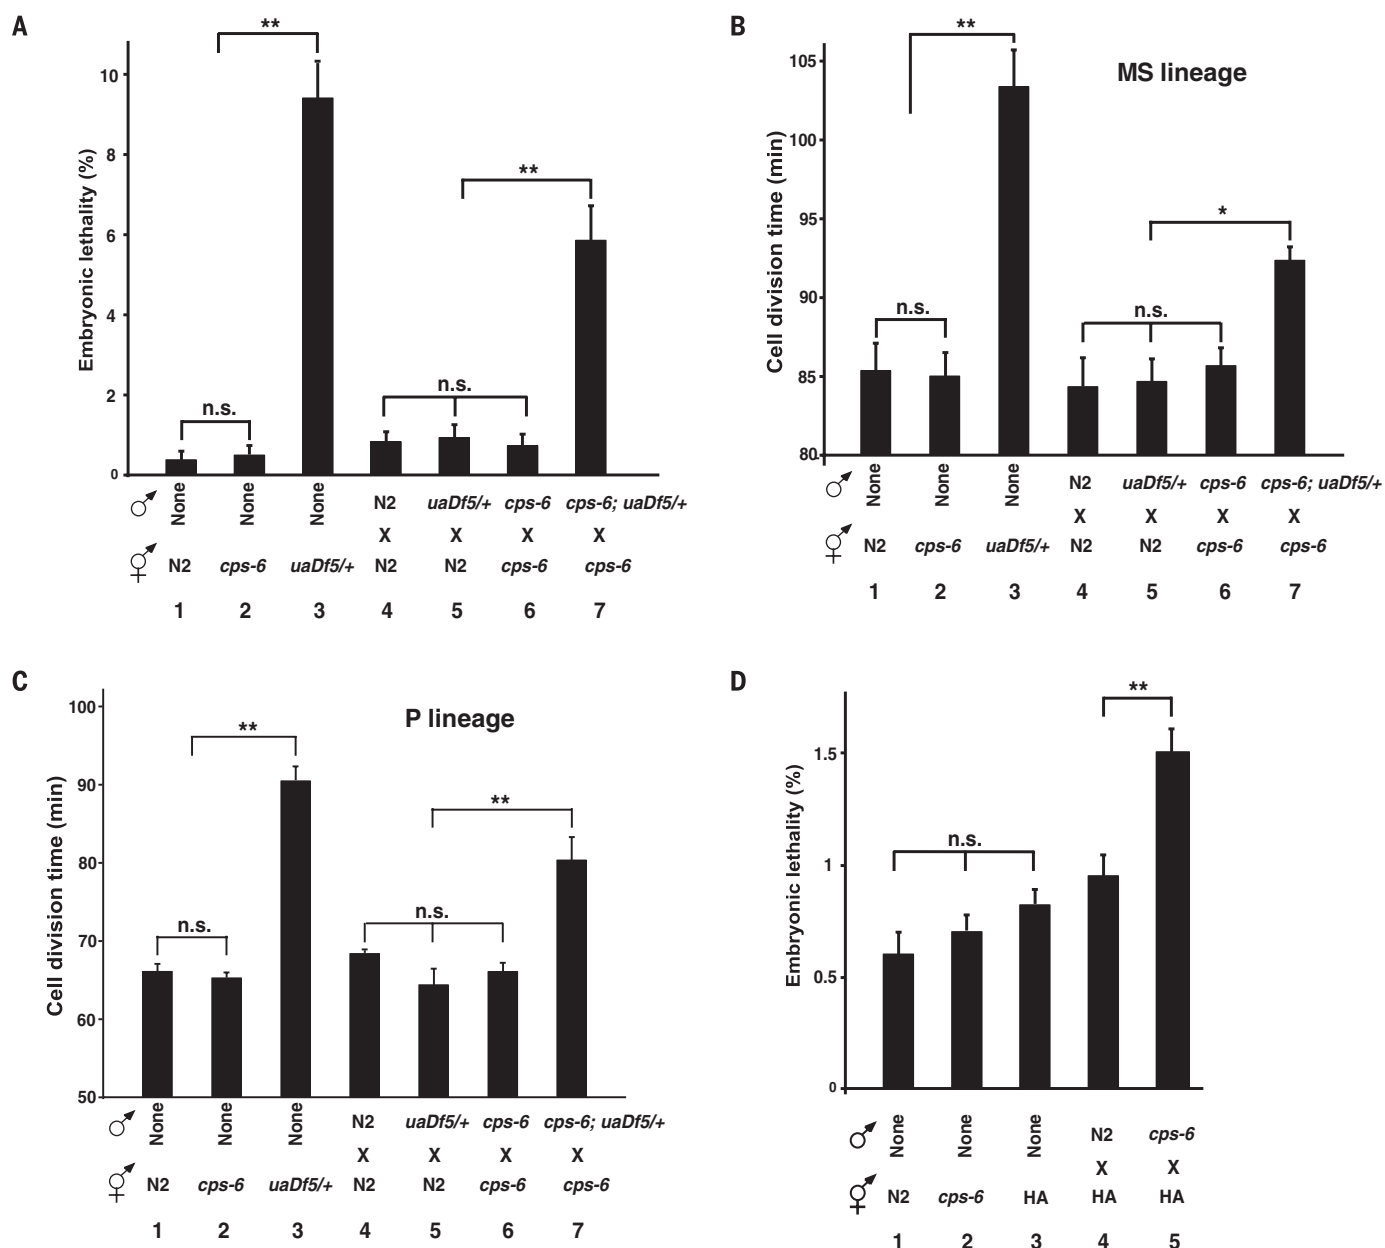 A
**
10
8
6
4
2
0
Embryonic lethality (%)
n.s.
n.s.
**
♂ None None None N2 uaDf5/+ cps-6 cps-6; uaDf5/+
X X X X
⚥ N2 cps-6 uaDf5/+ N2 N2 cps-6 cps-6
1 2 3 4 5 6 7
B
MS lineage
**
105
100
95
90
85
80
Cell division time (min)
n.s.
n.s.
*
♂ None None None N2 uaDf5/+ cps-6 cps-6; uaDf5/+
X X X X
⚥ N2 cps-6 uaDf5/+ N2 N2 cps-6 cps-6
1 2 3 4 5 6 7
C
P lineage
**
100
90
80
70
60
50
Cell division time (min)
n.s.
n.s.
**
♂ None None None N2 uaDf5/+ cps-6 cps-6; uaDf5/+
X X X X
⚥ N2 cps-6 uaDf5/+ N2 N2 cps-6 cps-6
1 2 3 4 5 6 7
D
**
1.5
1
0.5
0
Embryonic lethality (%)
n.s.
♂ None None None N2 cps-6
X X
⚥ N2 cps-6 HA HA HA
1 2 3 4 5